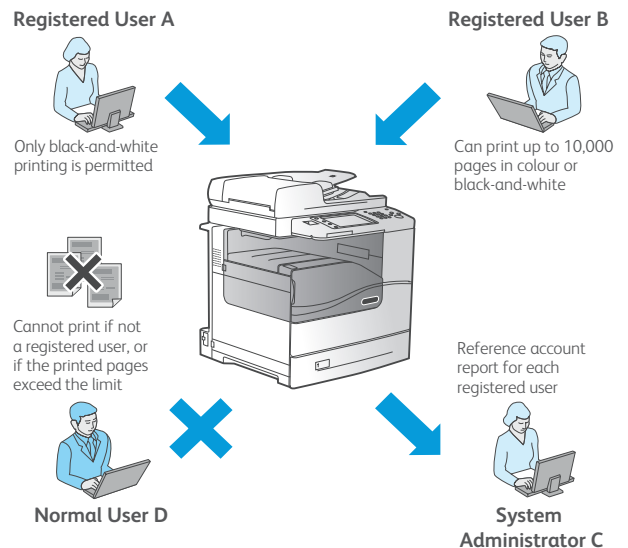 Registered User A
Only black-and-white
printing is permitted
Registered User B
Can print up to 10,000
pages in colour or
black-and-white
Cannot print if not
a registered user, or
if the printed pages
exceed the limit
Normal User D
Reference account
report for each
registered user
System
Administrator C